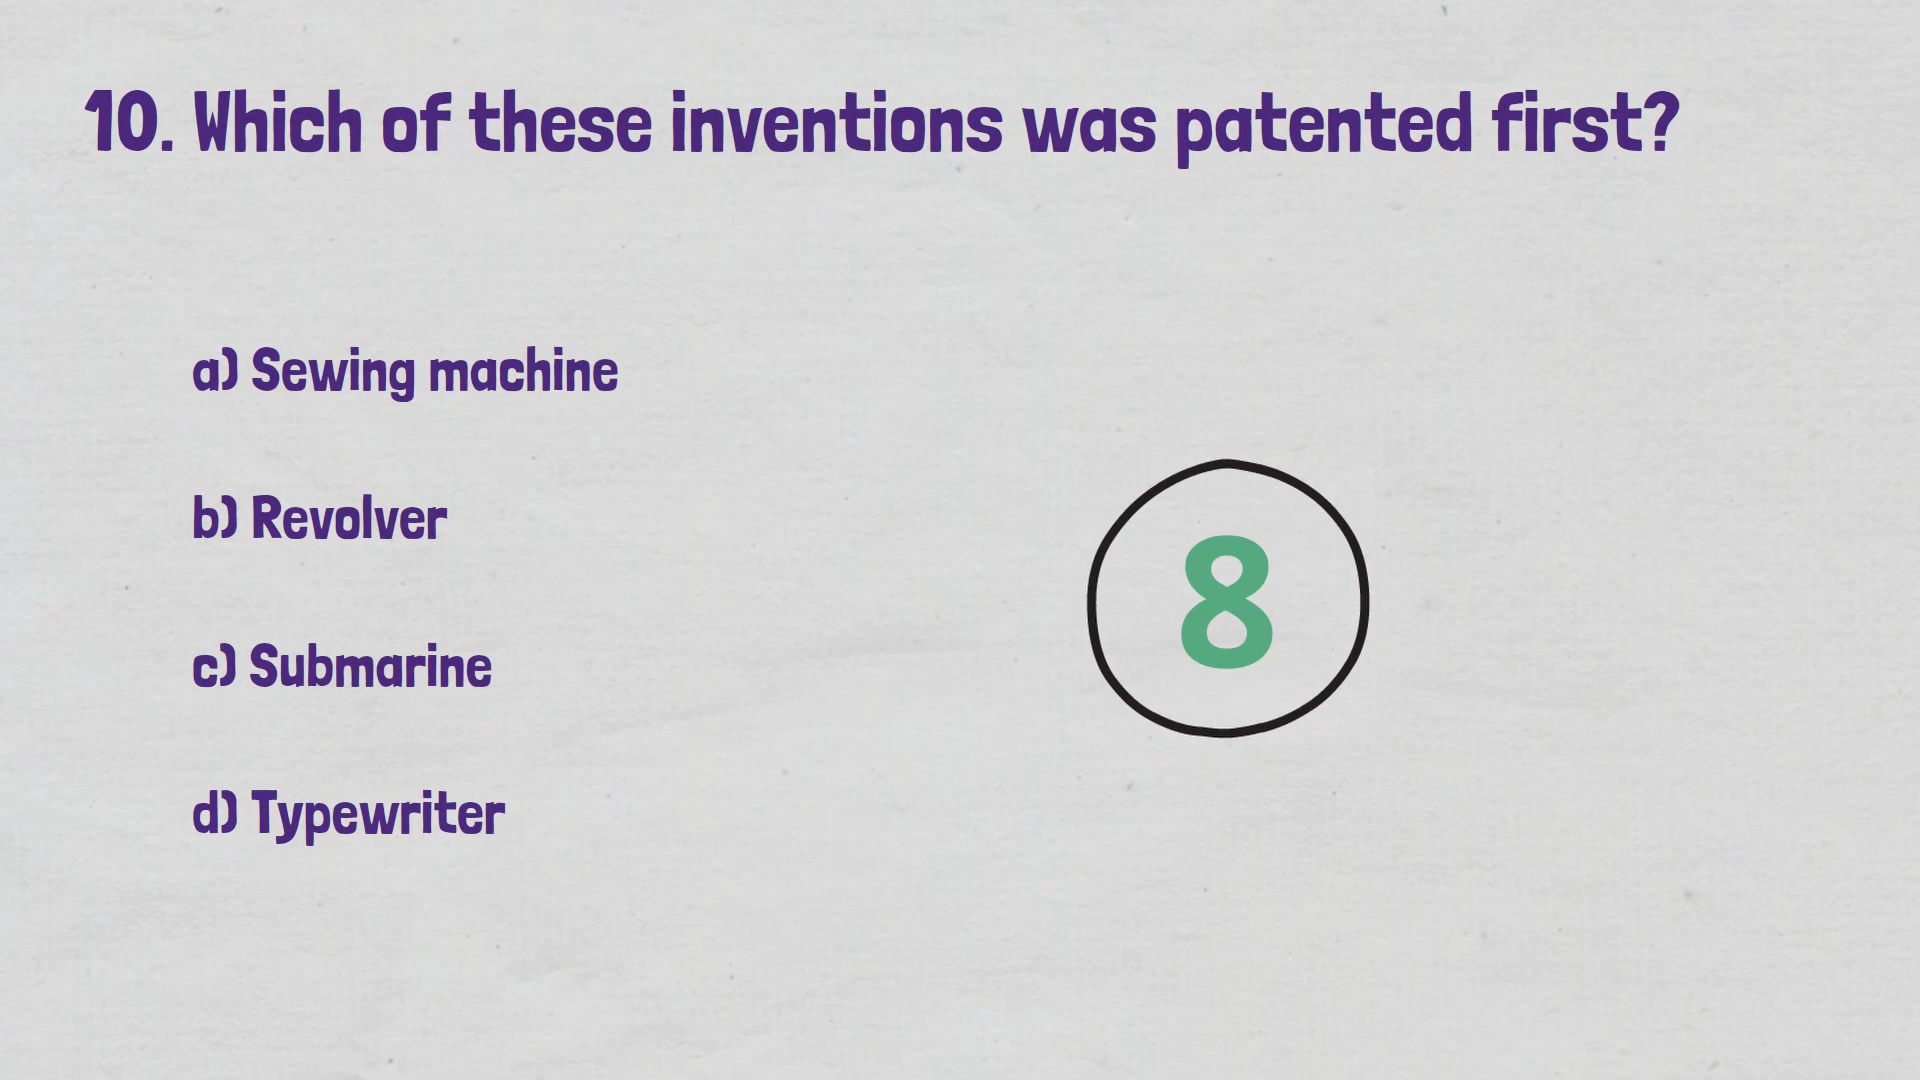 10. Which of these inventions was patented first?
a) Sewing machine
b) Revolver
c) Submarine
d) Typewriter
8